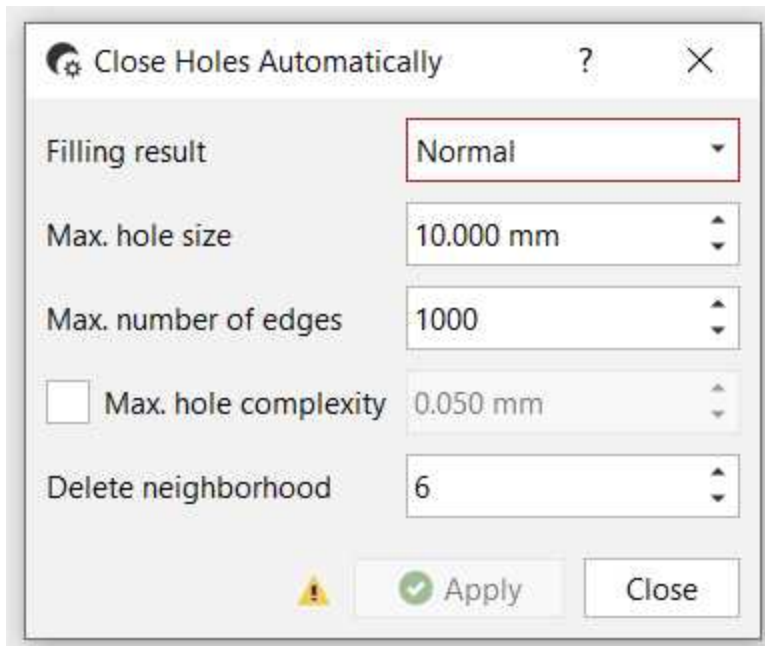 Close Holes Automatically ?
Filling result Normal
Max. hole size 10.000 mm
Max. number of edges 1000
Max. hole complexity 0.050 mm
Delete neighborhood 6
Apply Close